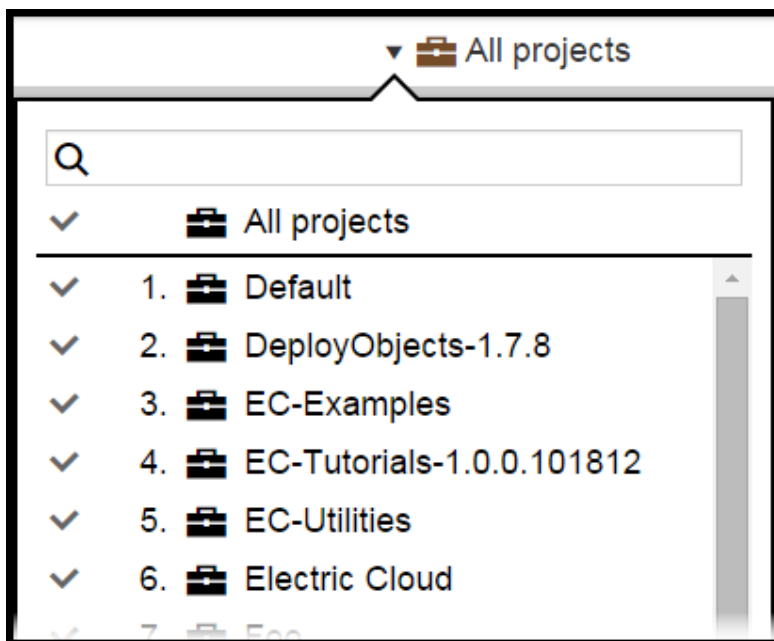 All projects
All projects
1. Default
2. DeployObjects-1.7.8
3. EC-Examples
4. EC-Tutorials-1.0.0.101812
5. EC-Utilities
6. Electric Cloud
7.